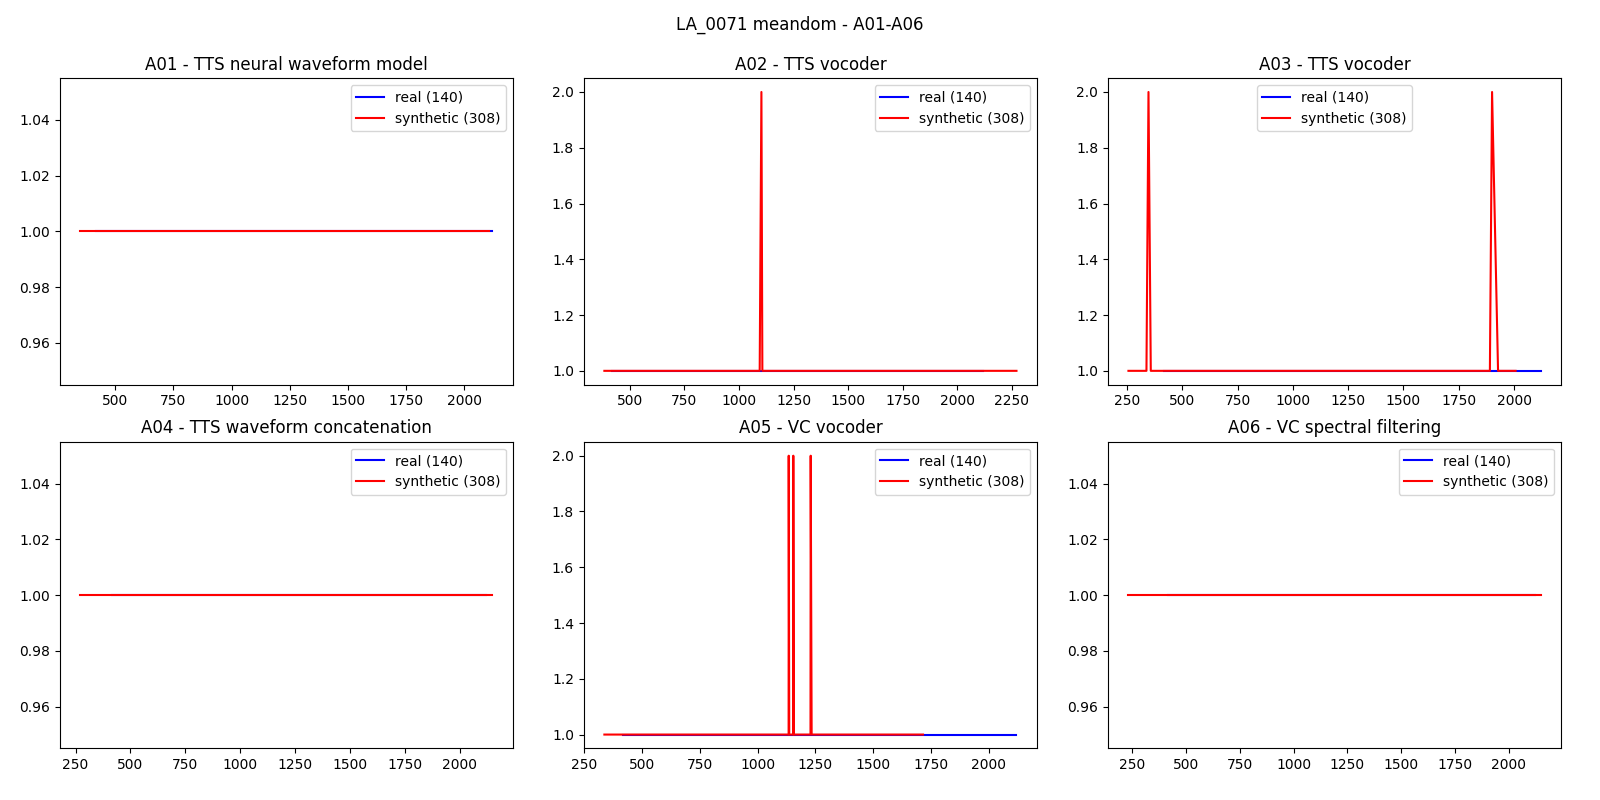 LA_0071 meandom - A01-A06
A01 - TTS neural waveform model
real (140)
synthetic (308)
1.04
1.02
1.00
0.98
0.96
500 750 1000 1250 1500 1750 2000
A02 - TTS vocoder
real (140)
synthetic (308)
2.0
1.8
1.6
1.4
1.2
1.0
500 750 1000 1250 1500 1750 2000 2250
A03 - TTS vocoder
real (140)
synthetic (308)
2.0
1.8
1.6
1.4
1.2
1.0
250 500 750 1000 1250 1500 1750 2000
A04 - TTS waveform concatenation
real (140)
synthetic (308)
1.04
1.02
1.00
0.98
0.96
250 500 750 1000 1250 1500 1750 2000
A05 - VC vocoder
real (140)
synthetic (308)
2.0
1.8
1.6
1.4
1.2
1.0
250 500 750 1000 1250 1500 1750 2000
A06 - VC spectral filtering
real (140)
synthetic (308)
1.04
1.02
1.00
0.98
0.96
250 500 750 1000 1250 1500 1750 2000